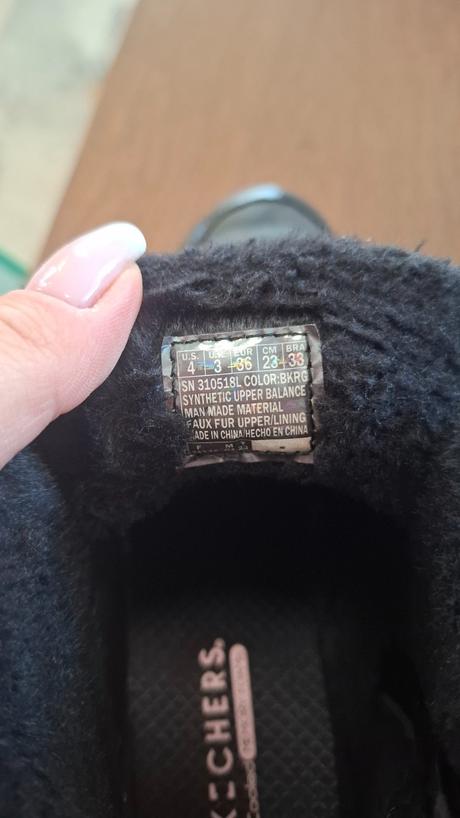 U.S. U.K. EUR CM BRA
4 3 36 23 33
SN 310518L COLOR:BKRG
SYNTHETIC UPPER BALANCE
MAN MADE MATERIAL
FAUX FUR UPPER/LINING
MADE IN CHINA/HECHO EN CHINA
M
SKECHERS.
Cooled